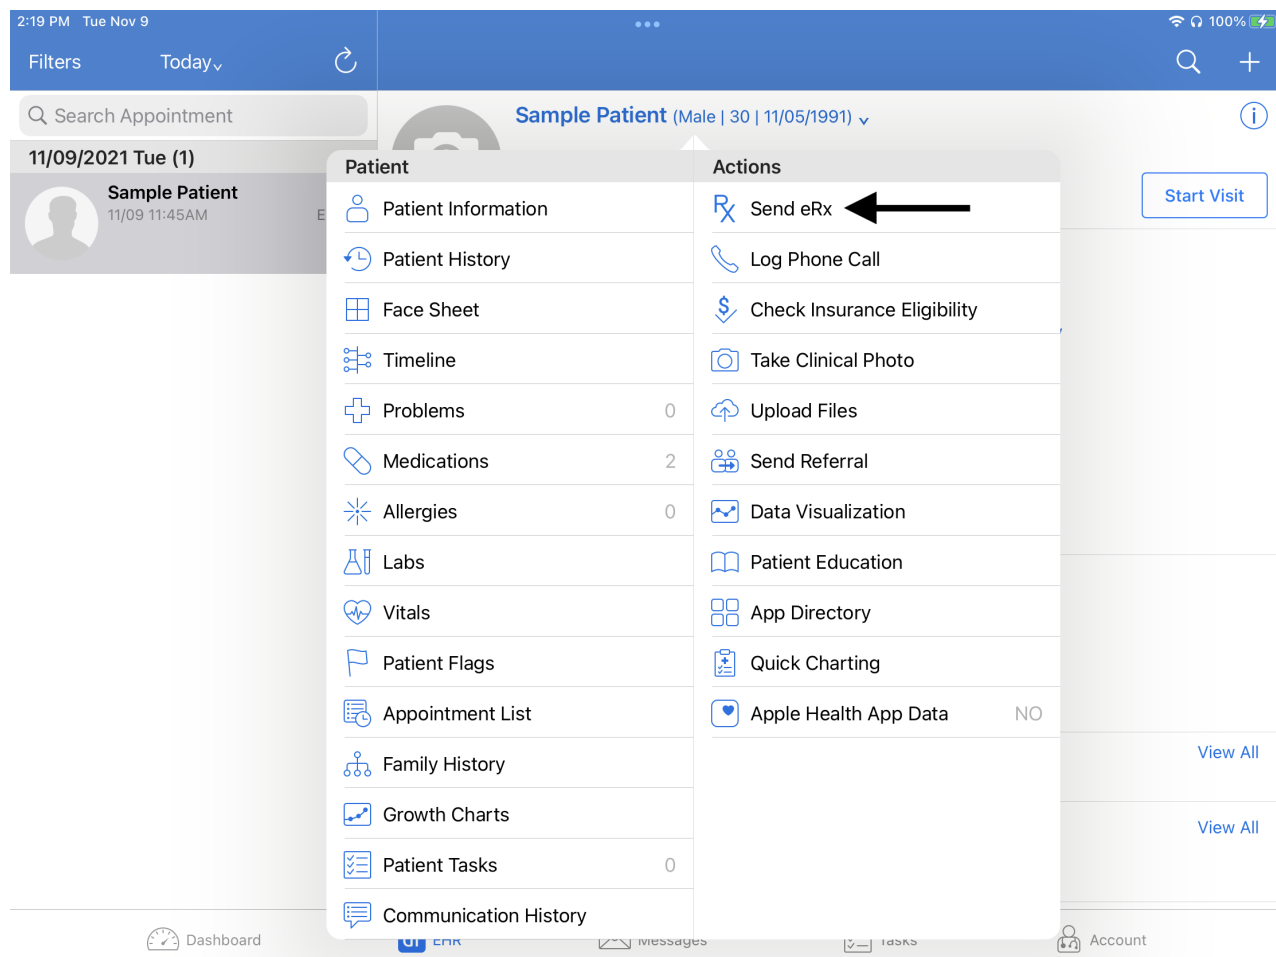 2:19 PM Tue Nov 9
100%
Filters
Today
Search Appointment
11/09/2021 Tue (1)
Sample Patient
11/09 11:45AM
E
Sample Patient (Male | 30 | 11/05/1991)
Start Visit
Patient
Patient Information
Patient History
Face Sheet
Timeline
Problems 0
Medications 2
Allergies 0
Labs
Vitals
Patient Flags
Appointment List
Family History
Growth Charts
Patient Tasks 0
Communication History
Actions
Send eRx
Log Phone Call
Check Insurance Eligibility
Take Clinical Photo
Upload Files
Send Referral
Data Visualization
Patient Education
App Directory
Quick Charting
Apple Health App Data NO
View All
View All
Dashboard
EHR
Messages
Tasks
Account